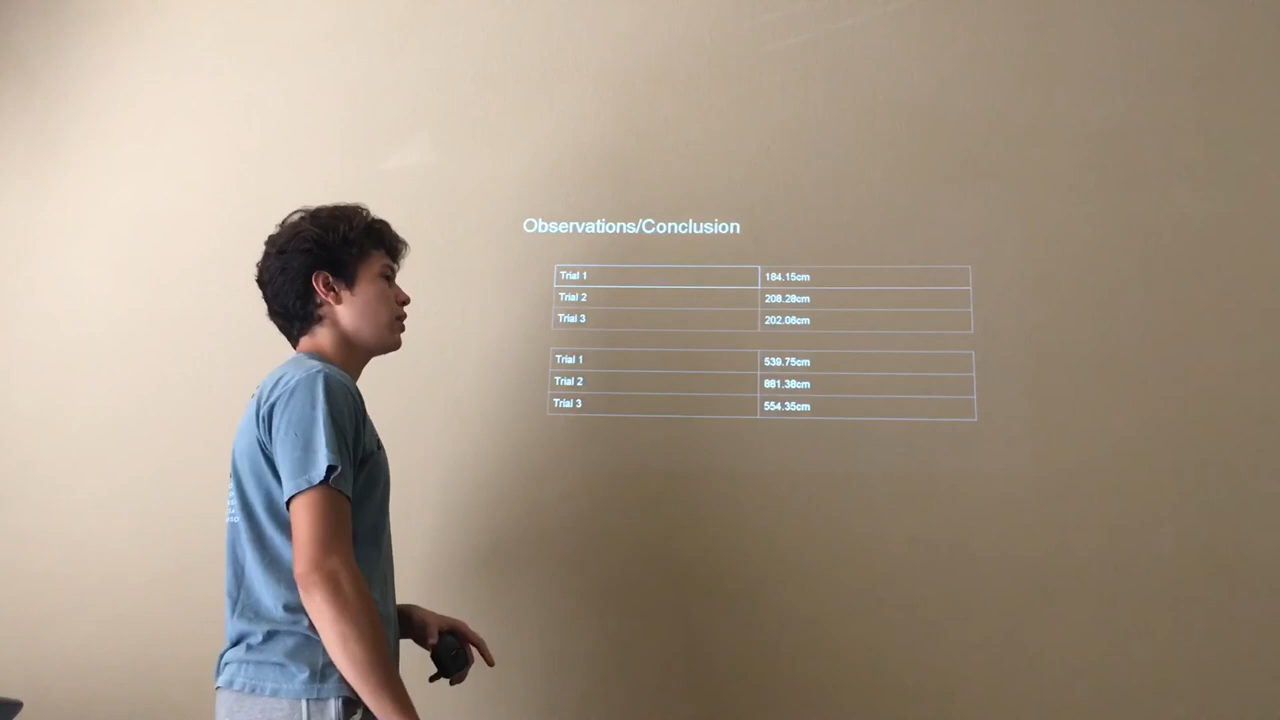 Observations/Conclusion
Trial 1 184.15cm
Trial 2 208.28cm
Trial 3 202.06cm
Trial 1 539.75cm
Trial 2 881.38cm
Trial 3 554.35cm